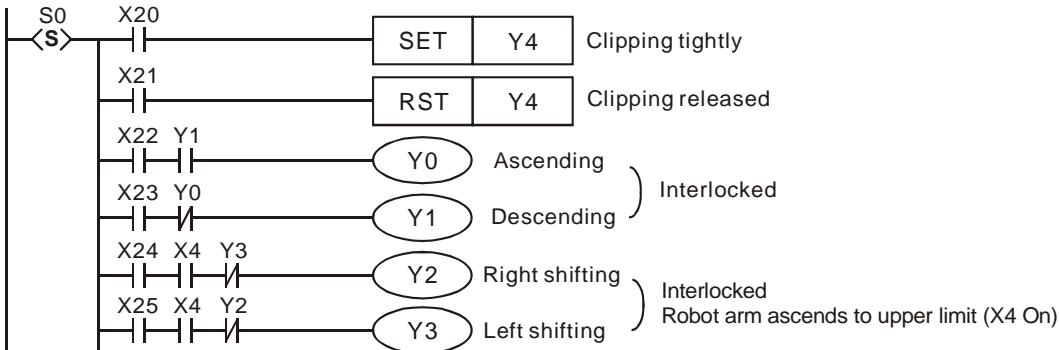 S0 X20
S SET Y4 Clipping tightly
X21
RST Y4 Clipping released
X22 Y1
Y0 Ascending
Interlocked
X23 Y0
Y1 Descending
X24 X4 Y3
Y2 Right shifting
Interlocked
Robot arm ascends to upper limit (X4 On)
X25 X4 Y2
Y3 Left shifting